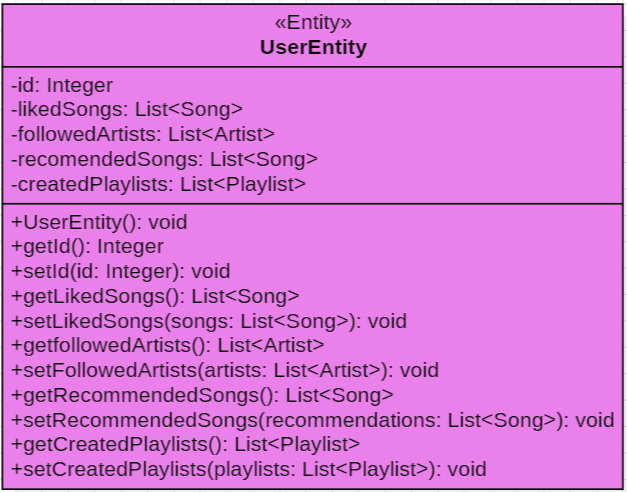 «Entity»
UserEntity
-id: Integer
-likedSongs: List<Song>
-followedArtists: List<Artist>
-recomendedSongs: List<Song>
-createdPlaylists: List<Playlist>
+UserEntity(): void
+getId(): Integer
+setId(id: Integer): void
+getLikedSongs(): List<Song>
+setLikedSongs(songs: List<Song>): void
+getfollowedArtists(): List<Artist>
+setFollowedArtists(artists: List<Artist>): void
+getRecommendedSongs(): List<Song>
+setRecommendedSongs(recommendations: List<Song>): void
+getCreatedPlaylists(): List<Playlist>
+setCreatedPlaylists(playlists: List<Playlist>): void